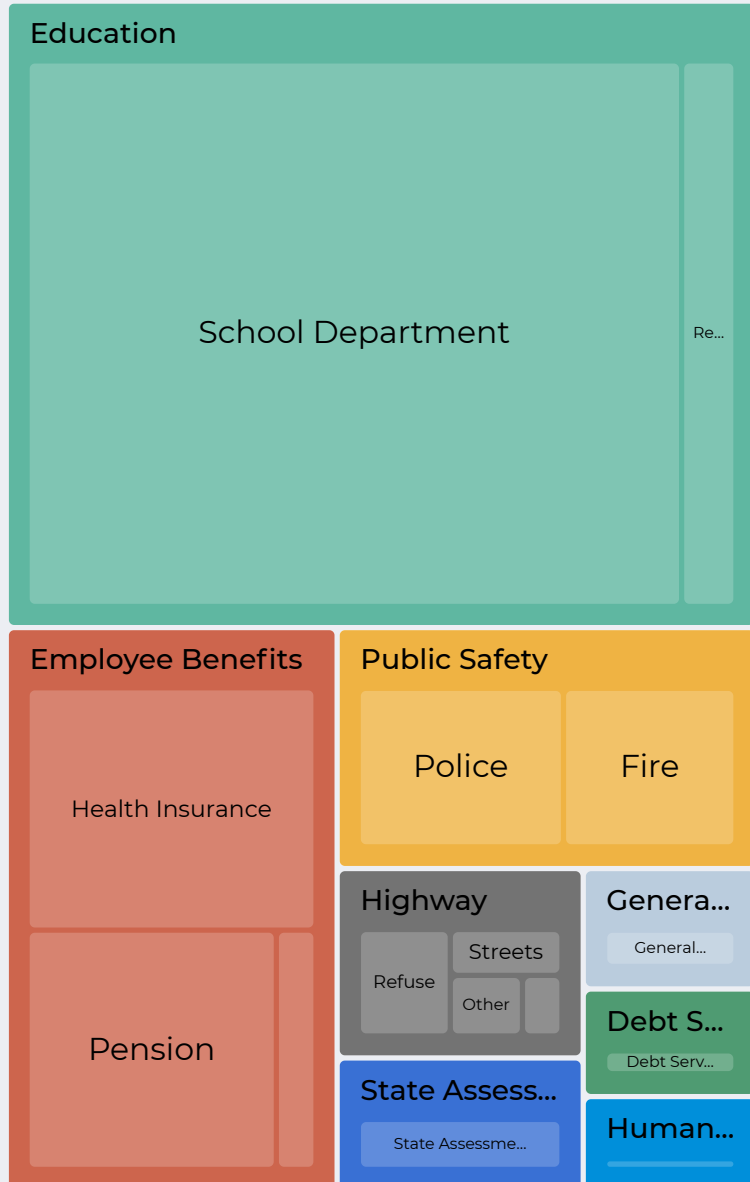 Education
School Department
Re...
Employee Benefits
Health Insurance
Pension
Public Safety
Police
Fire
Highway
Refuse
Streets
Other
Genera...
General...
Debt S...
Debt Serv...
State Assess...
State Assessme...
Human...